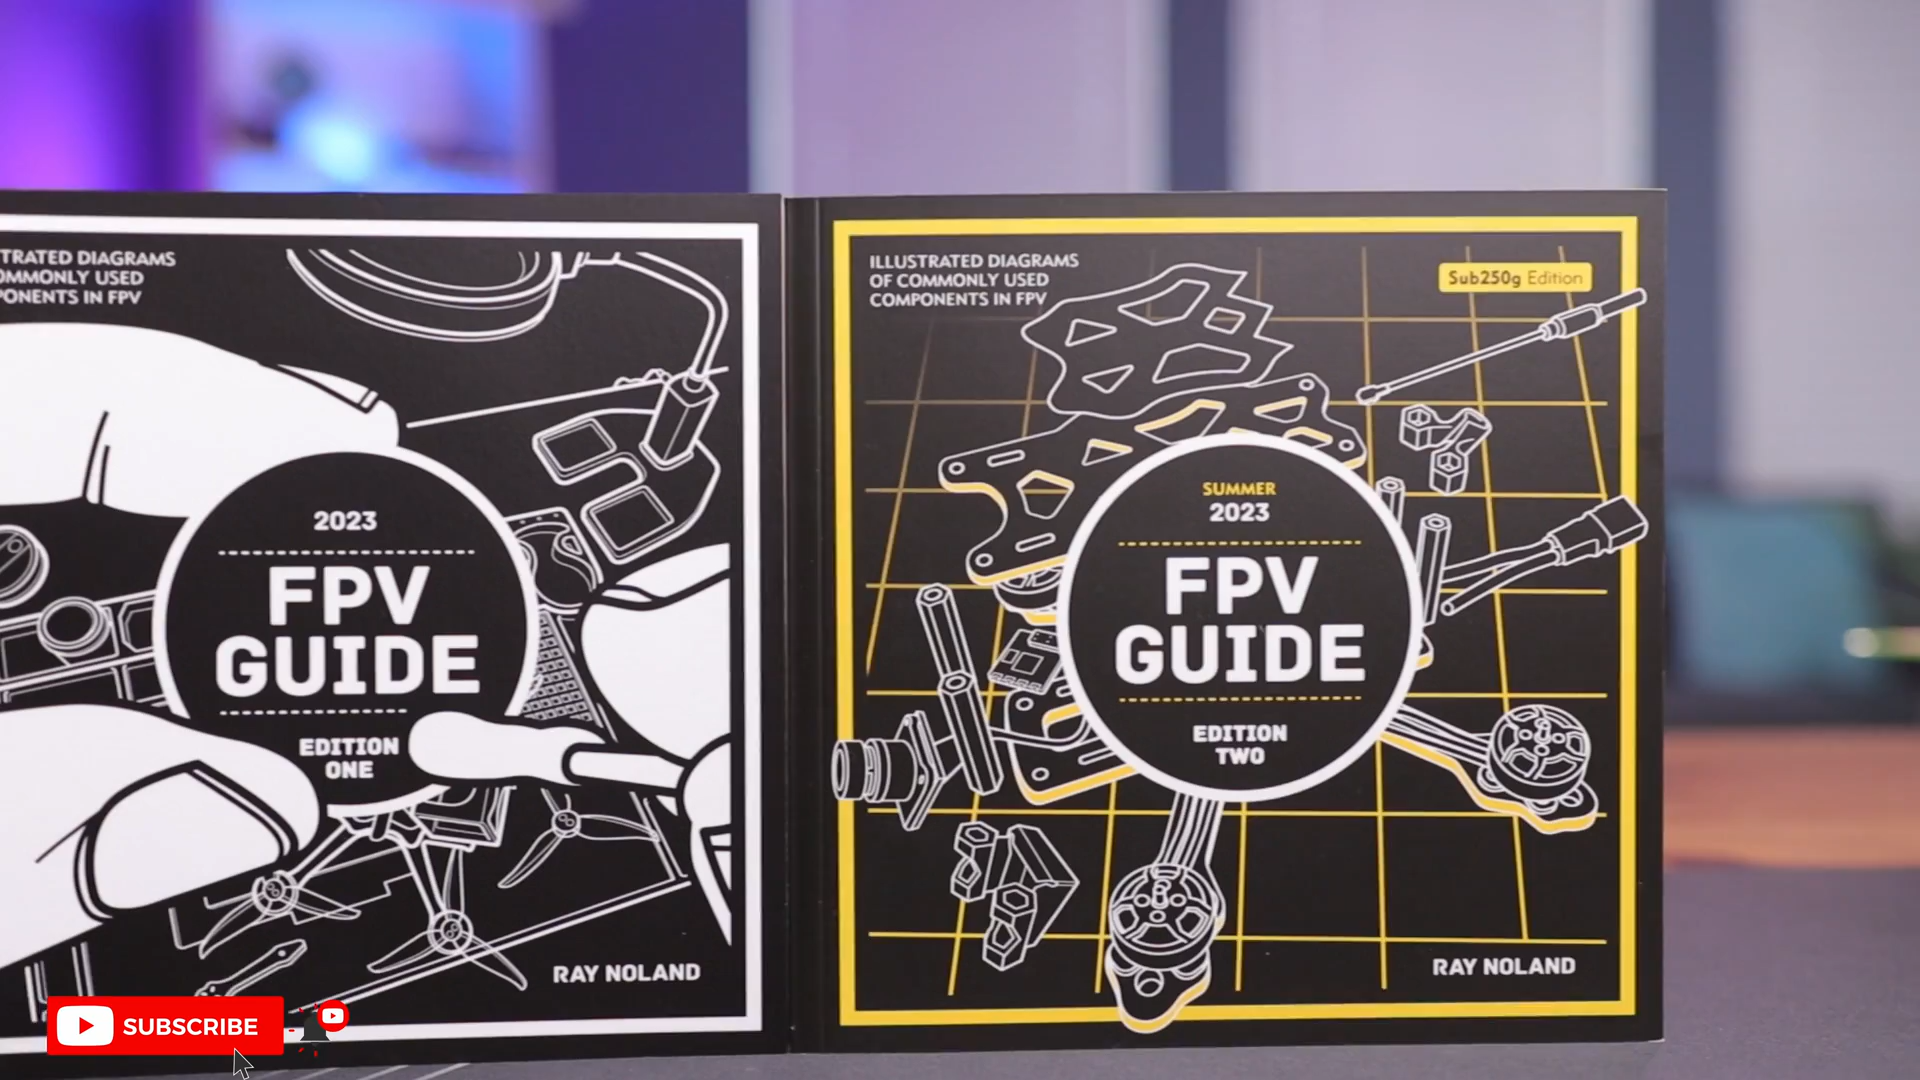 TRATED DIAGRAMS
OMMONLY USED
PONENTS IN FPV
2023
FPV
GUIDE
EDITION
ONE
RAY NOLAND
ILLUSTRATED DIAGRAMS
OF COMMONLY USED
COMPONENTS IN FPV
Sub250g Edition
SUMMER
2023
FPV
GUIDE
EDITION
TWO
RAY NOLAND
SUBSCRIBE